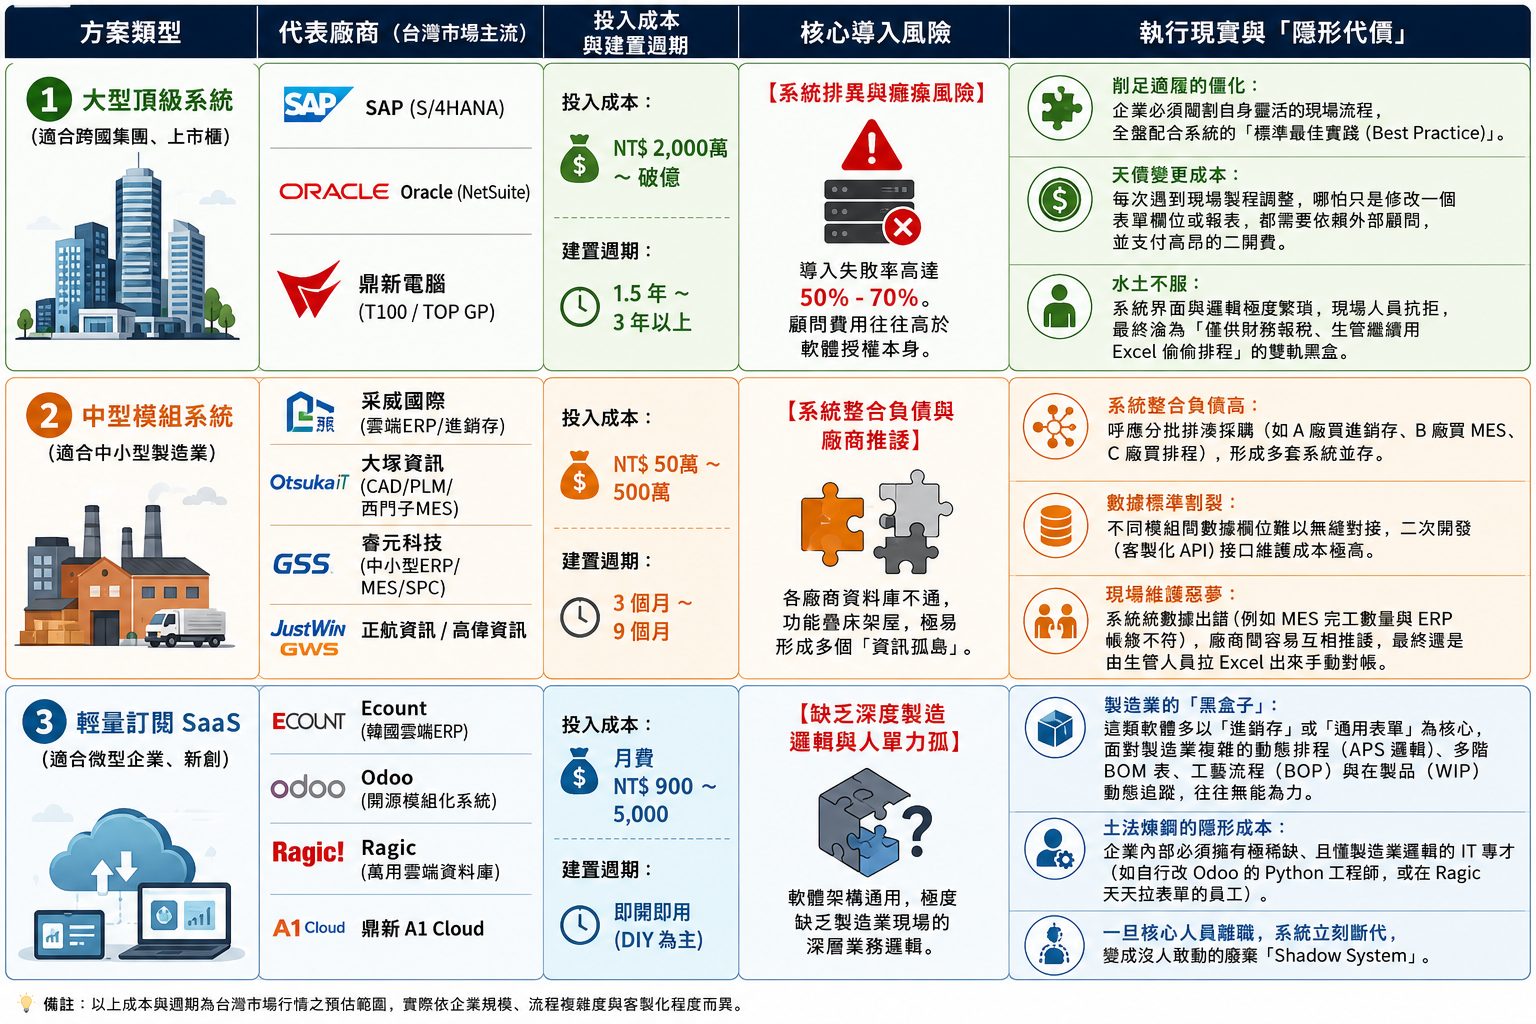 方案類型
代表廠商（台灣市場主流）
投入成本
與建置週期
核心導入風險
執行現實與「隱形代價」
1 大型頂級系統
(適合跨國集團、上市櫃)
SAP
SAP (S/4HANA)
ORACLE
Oracle (NetSuite)
鼎新電腦
(T100 / TOP GP)
投入成本：
$
NT$ 2,000萬
～ 破億
建置週期：
1.5 年 ～
3 年以上
【系統排異與癱瘓風險】
導入失敗率高達
50% - 70%。
顧問費用往往高於
軟體授權本身。
削足適履的僵化：
企業必須閹割自身靈活的現場流程，
全盤配合系統的「標準最佳實踐 (Best Practice)」。
$
天價變更成本：
每次遇到現場製程調整，哪怕只是修改一個
表單欄位或報表，都需要依賴外部顧問，
並支付高昂的二開費。
水土不服：
系統界面與邏輯極度繁瑣，現場人員抗拒，
最終淪為「僅供財務報稅、生管繼續用
Excel 偷偷排程」的雙軌黑盒。
2 中型模組系統
(適合中小型製造業)
采威國際
(雲端ERP/進銷存)
OtsukaiT
大塚資訊
(CAD/PLM/
西門子MES)
GSS
睿元科技
(中小型ERP/
MES/SPC)
JustWin
GWS
正航資訊 / 高偉資訊
投入成本：
$
NT$ 50萬 ～
500萬
建置週期：
3 個月 ～
9 個月
【系統整合負債與
廠商推諉】
各廠商資料庫不通，
功能疊床架屋，極易
形成多個「資訊孤島」。
系統整合負債高：
呼應分批拼湊採購（如 A 廠買進銷存、B 廠買 MES、
C 廠買排程），形成多套系統並存。
數據標準割裂：
不同模組間數據欄位難以無縫對接，二次開發
（客製化 API) 接口維護成本極高。
現場維護惡夢：
系統統數據出錯 (例如 MES 完工數量與 ERP
帳不符），廠商間容易互相推諉，最終還是
由生管人員拉 Excel 出來手動對帳。
3 輕量訂閱 SaaS
(適合微型企業、新創)
ECOUNT
Ecount
(韓國雲端ERP)
odoo
Odoo
(開源模組化系統)
Ragic!
Ragic
(萬用雲端資料庫)
A1 Cloud
鼎新 A1 Cloud
投入成本：
$
月費
NT$ 900 ～
5,000
建置週期：
即開即用
(DIY 為主)
【缺乏深度製造
邏輯與人單力孤】
?
軟體架構通用，極度
缺乏製造業現場的
深層業務邏輯。
製造業的「黑盒子」：
這類軟體多以「進銷存」或「通用表單」為核心，
面對製造業複雜的動態排程（APS 邏輯）、多階
BOM 表、工藝流程（BOP）與在製品（WIP）
動態追蹤，往往無能為力。
土法煉鋼的隱形成本：
企業內部必須擁有極稀缺、且懂製造業邏輯的 IT 專才
（如自行改 Odoo 的 Python 工程師，或在 Ragic
天天拉表單的員工）。
一旦核心人員離職，系統立刻斷代，
變成沒人敢動的廢棄「Shadow System」。
備註：以上成本與週期為台灣市場行情之預估範圍，實際依企業規模、流程複雜度與客製化程度而異。